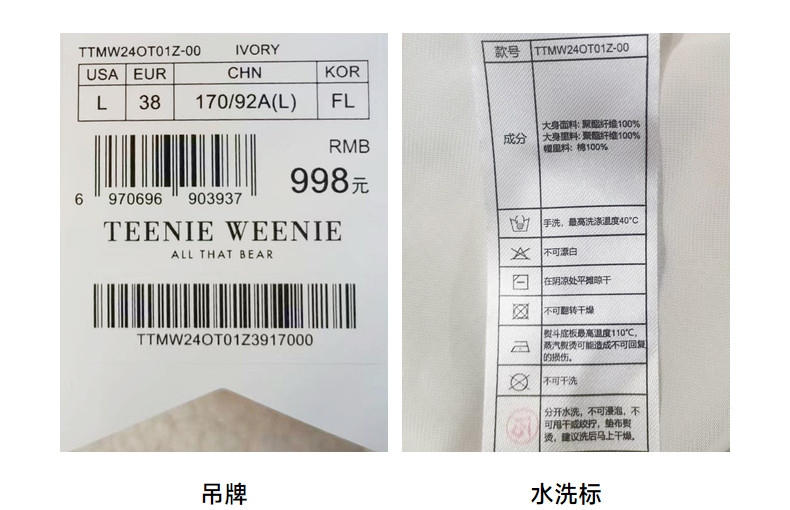 TTMW24OT01Z-00 IVORY
USA EUR CHN KOR
L 38 170/92A(L) FL
RMB
998元
6 970696 903937
TEENIE WEENIE
ALL THAT BEAR
TTMW24OT01Z3917000
吊牌
款号 TTMW24OT01Z-00
成分
大身面料: 聚酯纤维100%
大身里料: 聚酯纤维100%
帽里料: 棉100%
手洗，最高洗涤温度40°C
不可漂白
在阴凉处平摊晾干
不可翻转干燥
熨斗底板最高温度110℃,
蒸汽熨烫可能造成不可回复
的损伤。
不可干洗
分开水洗，不可浸泡，不
可甩干或绞拧，垫布熨
烫，建议洗后马上干燥。
水洗标